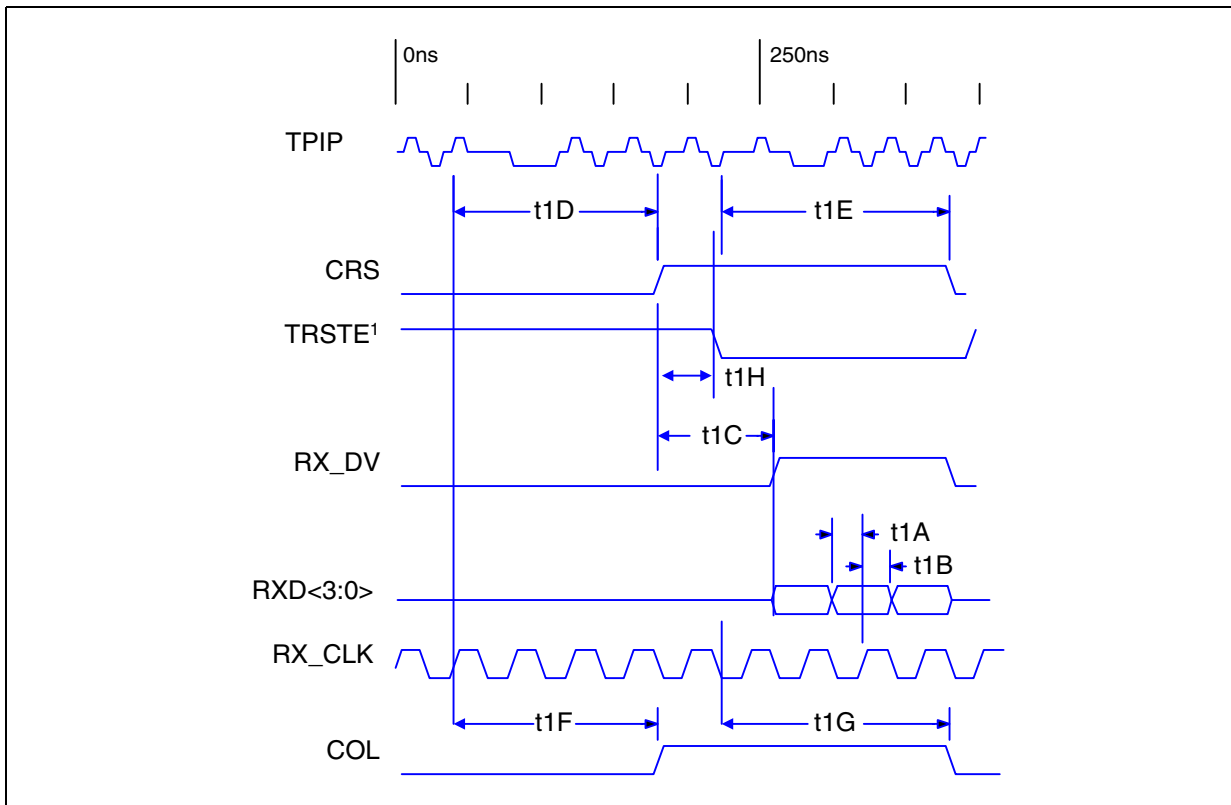 0ns
250ns
TPIP
t1D
t1E
CRS
TRSTE¹
t1H
t1C
RX_DV
t1A
t1B
RXD<3:0>
RX_CLK
t1F
t1G
COL